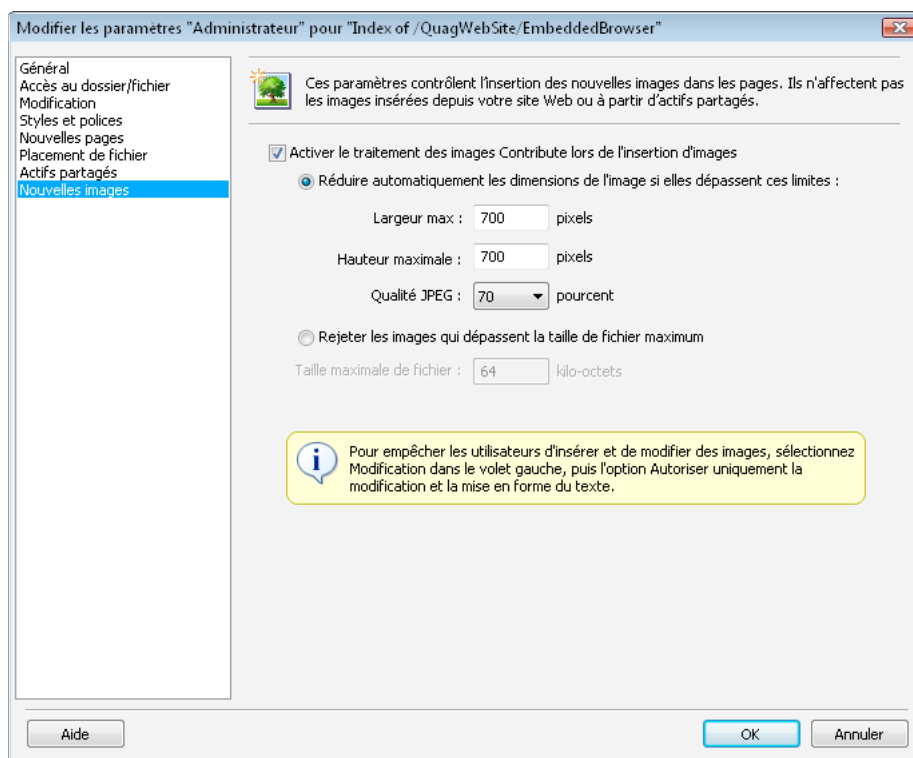 Modifier les paramètres "Administrateur" pour "Index of /QuagWebSite/EmbeddedBrowser"
Général
Accès au dossier/fichier
Modification
Styles et polices
Nouvelles pages
Placement de fichier
Actifs partagés
Nouvelles images
Ces paramètres contrôlent l'insertion des nouvelles images dans les pages. Ils n'affectent pas
les images insérées depuis votre site Web ou à partir d'actifs partagés.
Activer le traitement des images Contribute lors de l'insertion d'images
Réduire automatiquement les dimensions de l'image si elles dépassent ces limites :
Largeur max : 700 pixels
Hauteur maximale : 700 pixels
Qualité JPEG : 70 pourcent
Rejeter les images qui dépassent la taille de fichier maximum
Taille maximale de fichier : 64 kilo-octets
Pour empêcher les utilisateurs d'insérer et de modifier des images, sélectionnez
Modification dans le volet gauche, puis l'option Autoriser uniquement la
modification et la mise en forme du texte.
Aide
OK
Annuler